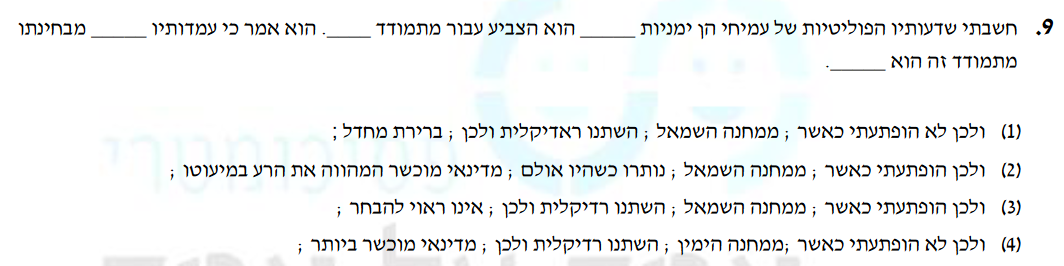 9. חשבתי שדעותיו הפוליטיות של עמיחי הן ימניות _____ הוא הצביע עבור מתמודד ____. הוא אמר כי עמדותיו _____ מבחינתו
מתמודד זה הוא _____.
(1) ולכן לא הופתעתי כאשר ; ממחנה השמאל ; השתנו ראדיקלית ולכן ; ברירת מחדל ;
(2) ולכן הופתעתי כאשר ; ממחנה השמאל ; נותרו כשהיו אולם ; מדינאי מוכשר המהווה את הרע במיעוטו ;
(3) ולכן הופתעתי כאשר ; ממחנה השמאל ; השתנו רדיקלית ולכן ; אינו ראוי להבחר ;
(4) ולכן לא הופתעתי כאשר ;ממחנה הימין ; השתנו רדיקלית ולכן ; מדינאי מוכשר ביותר ;